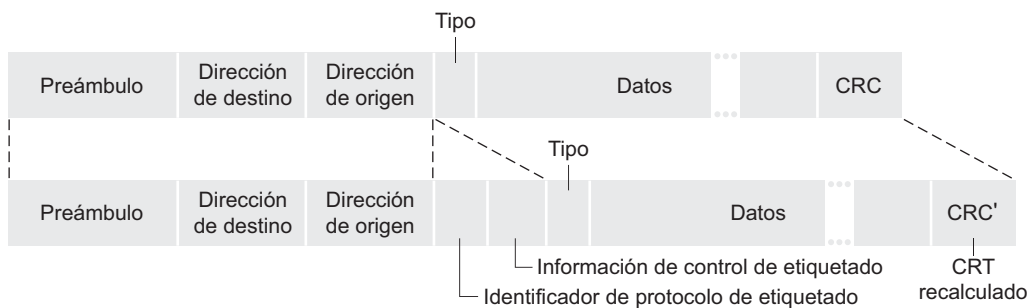 Tipo
Preámbulo
Dirección
de destino
Dirección
de origen
Datos
CRC
Tipo
Preámbulo
Dirección
de destino
Dirección
de origen
Datos
CRC'
Información de control de etiquetado
Identificador de protocolo de etiquetado
CRT
recalculado